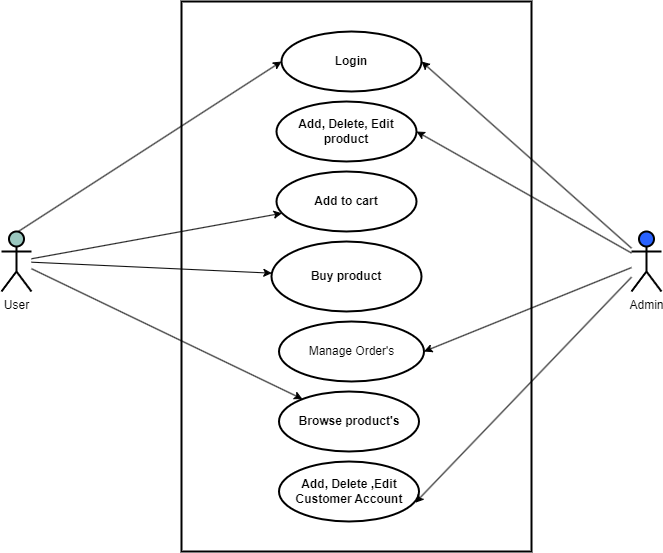 Login
Add, Delete, Edit
product
Add to cart
Buy product
User
Admin
Manage Order's
Browse product's
Add, Delete ,Edit
Customer Account